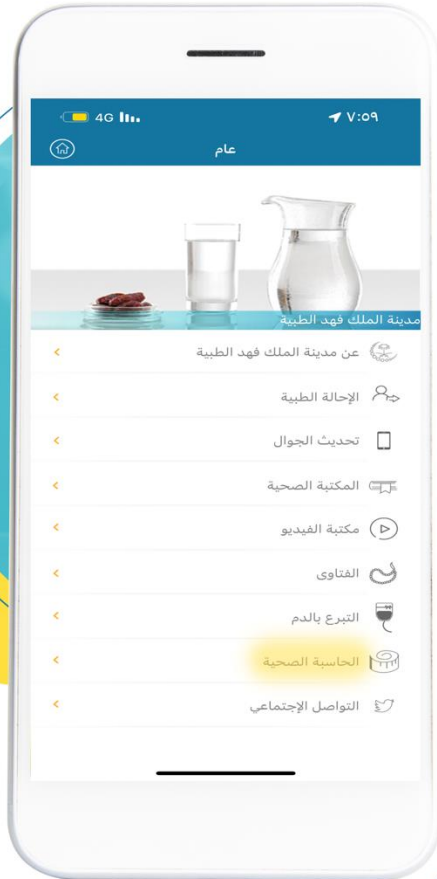 4G ٧:٥٩
عام
مدينة الملك فهد الطبية
عن مدينة الملك فهد الطبية
الإحالة الطبية
تحديث الجوال
المكتبة الصحية
مكتبة الفيديو
الفتاوى
التبرع بالدم
الحاسبة الصحية
التواصل الإجتماعي